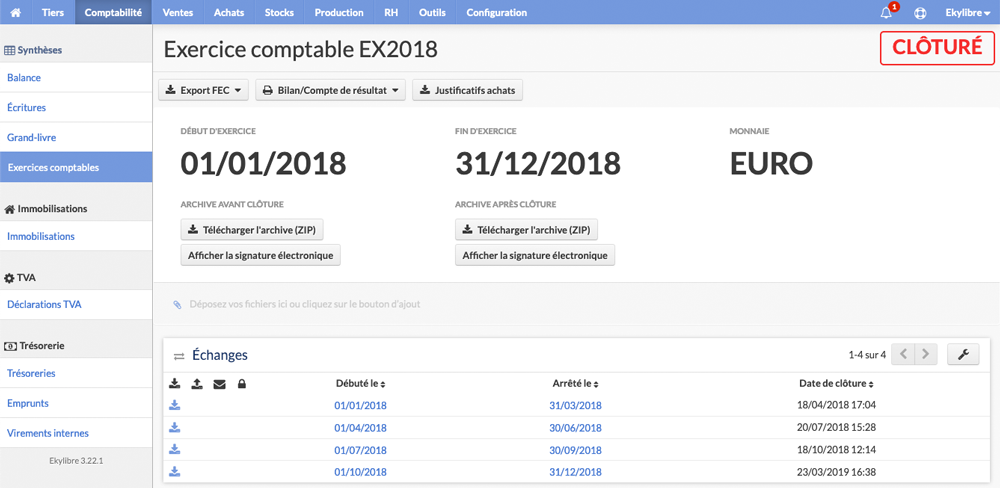 Tiers Comptabilité Ventes Achats Stocks Production RH Outils Configuration 1 Ekylibre
Synthèses
Balance
Écritures
Grand-livre
Exercices comptables
Immobilisations
Immobilisations
TVA
Déclarations TVA
Trésorerie
Trésoreries
Emprunts
Virements internes
Ekylibre 3.22.1
Exercice comptable EX2018 CLÔTURÉ
Export FEC Bilan/Compte de résultat Justificatifs achats
DÉBUT D'EXERCICE FIN D'EXERCICE MONNAIE
01/01/2018 31/12/2018 EURO
ARCHIVE AVANT CLÔTURE ARCHIVE APRÈS CLÔTURE
Télécharger l'archive (ZIP) Télécharger l'archive (ZIP)
Afficher la signature électronique Afficher la signature électronique
Déposez vos fichiers ici ou cliquez sur le bouton d'ajout
Échanges 1-4 sur 4
Débuté le Arrêté le Date de clôture
01/01/2018 31/03/2018 18/04/2018 17:04
01/04/2018 30/06/2018 20/07/2018 15:28
01/07/2018 30/09/2018 18/10/2018 12:14
01/10/2018 31/12/2018 23/03/2019 16:38